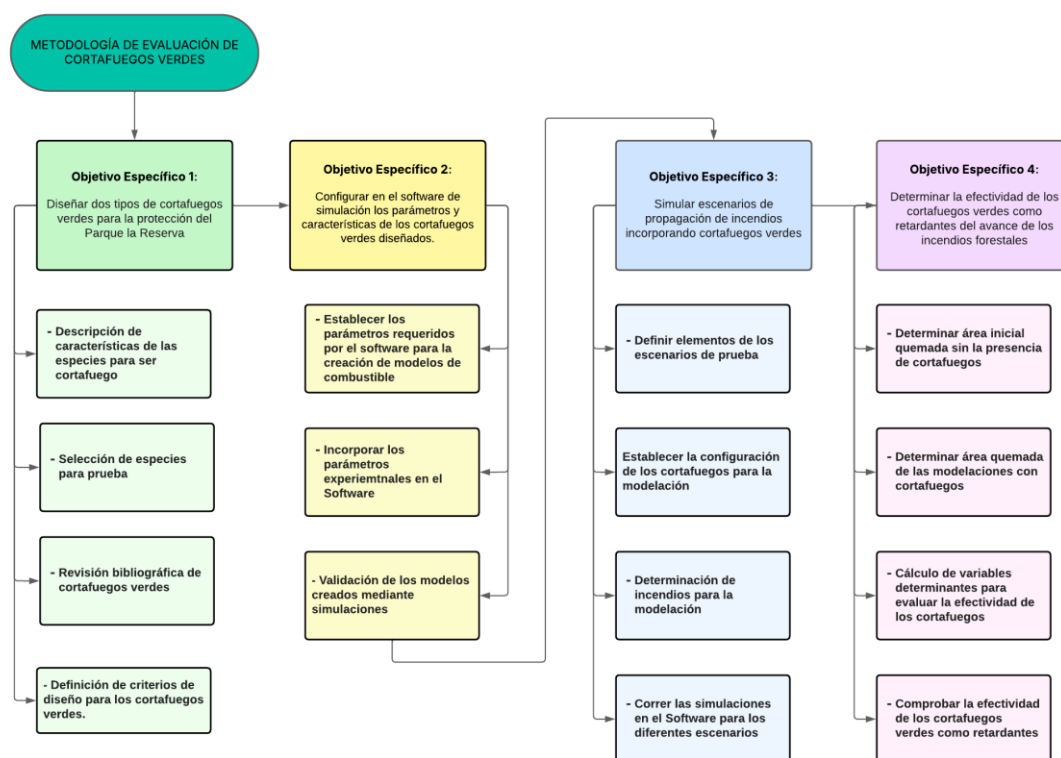 METODOLOGÍA DE EVALUACIÓN DE
CORTAFUEGOS VERDES
Objetivo Específico 1:
Diseñar dos tipos de cortafuegos
verdes para la protección del
Parque la Reserva
- Descripción de
características de las
especies para ser
cortafuego
- Selección de especies
para prueba
- Revisión bibliográfica de
cortafuegos verdes
- Definición de criterios de
diseño para los cortafuegos
verdes.
Objetivo Específico 2:
Configurar en el software de
simulación los parámetros y
características de los cortafuegos
verdes diseñados.
- Establecer los
parámetros requeridos
por el software para la
creación de modelos de
combustible
- Incorporar los
parámetros
experiemtnales en el
Software
- Validación de los modelos
creados mediante
simulaciones
Objetivo Específico 3:
Simular escenarios de
propagación de incendios
incorporando cortafuegos verdes
- Definir elementos de los
escenarios de prueba
Establecer la configuración
de los cortafuegos para la
modelación
- Determinación de
incendios para la
modelación
- Correr las simulaciones
en el Software para los
diferentes escenarios
Objetivo Específico 4:
Determinar la efectividad de los
cortafuegos verdes como
retardantes del avance de los
incendios forestales
- Determinar área inicial
quemada sin la presencia
de cortafuegos
- Determinar área quemada
de las modelaciones con
cortafuegos
- Cálculo de variables
determinantes para
evaluar la efectividad de
los cortafuegos
- Comprobar la efectividad
de los cortafuegos
verdes como retardantes